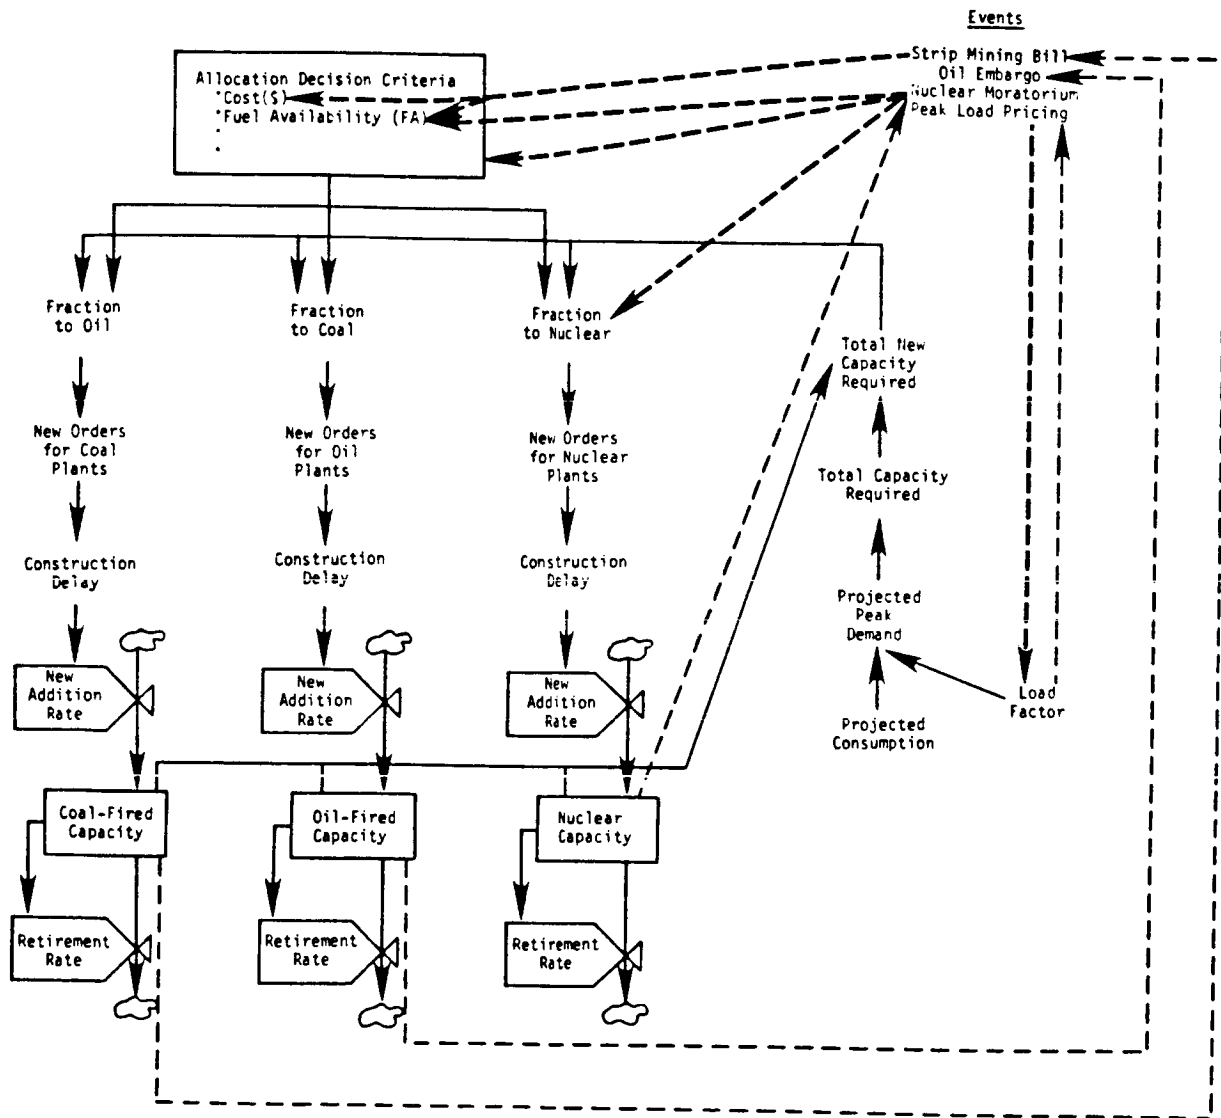 Events
Strip Mining Bill
Oil Embargo
Nuclear Moratorium
Peak Load Pricing
Allocation Decision Criteria
Cost($)
Fuel Availability (FA)
Fraction
to Oil
Fraction
to Coal
Fraction
to Nuclear
Total New
Capacity
Required
New Orders
for Coal
Plants
New Orders
for Oil
Plants
New Orders
for Nuclear
Plants
Total Capacity
Required
Construction
Delay
Construction
Delay
Construction
Delay
Projected
Peak
Demand
New
Addition
Rate
New
Addition
Rate
New
Addition
Rate
Load
Factor
Projected
Consumption
Coal-Fired
Capacity
Oil-Fired
Capacity
Nuclear
Capacity
Retirement
Rate
Retirement
Rate
Retirement
Rate